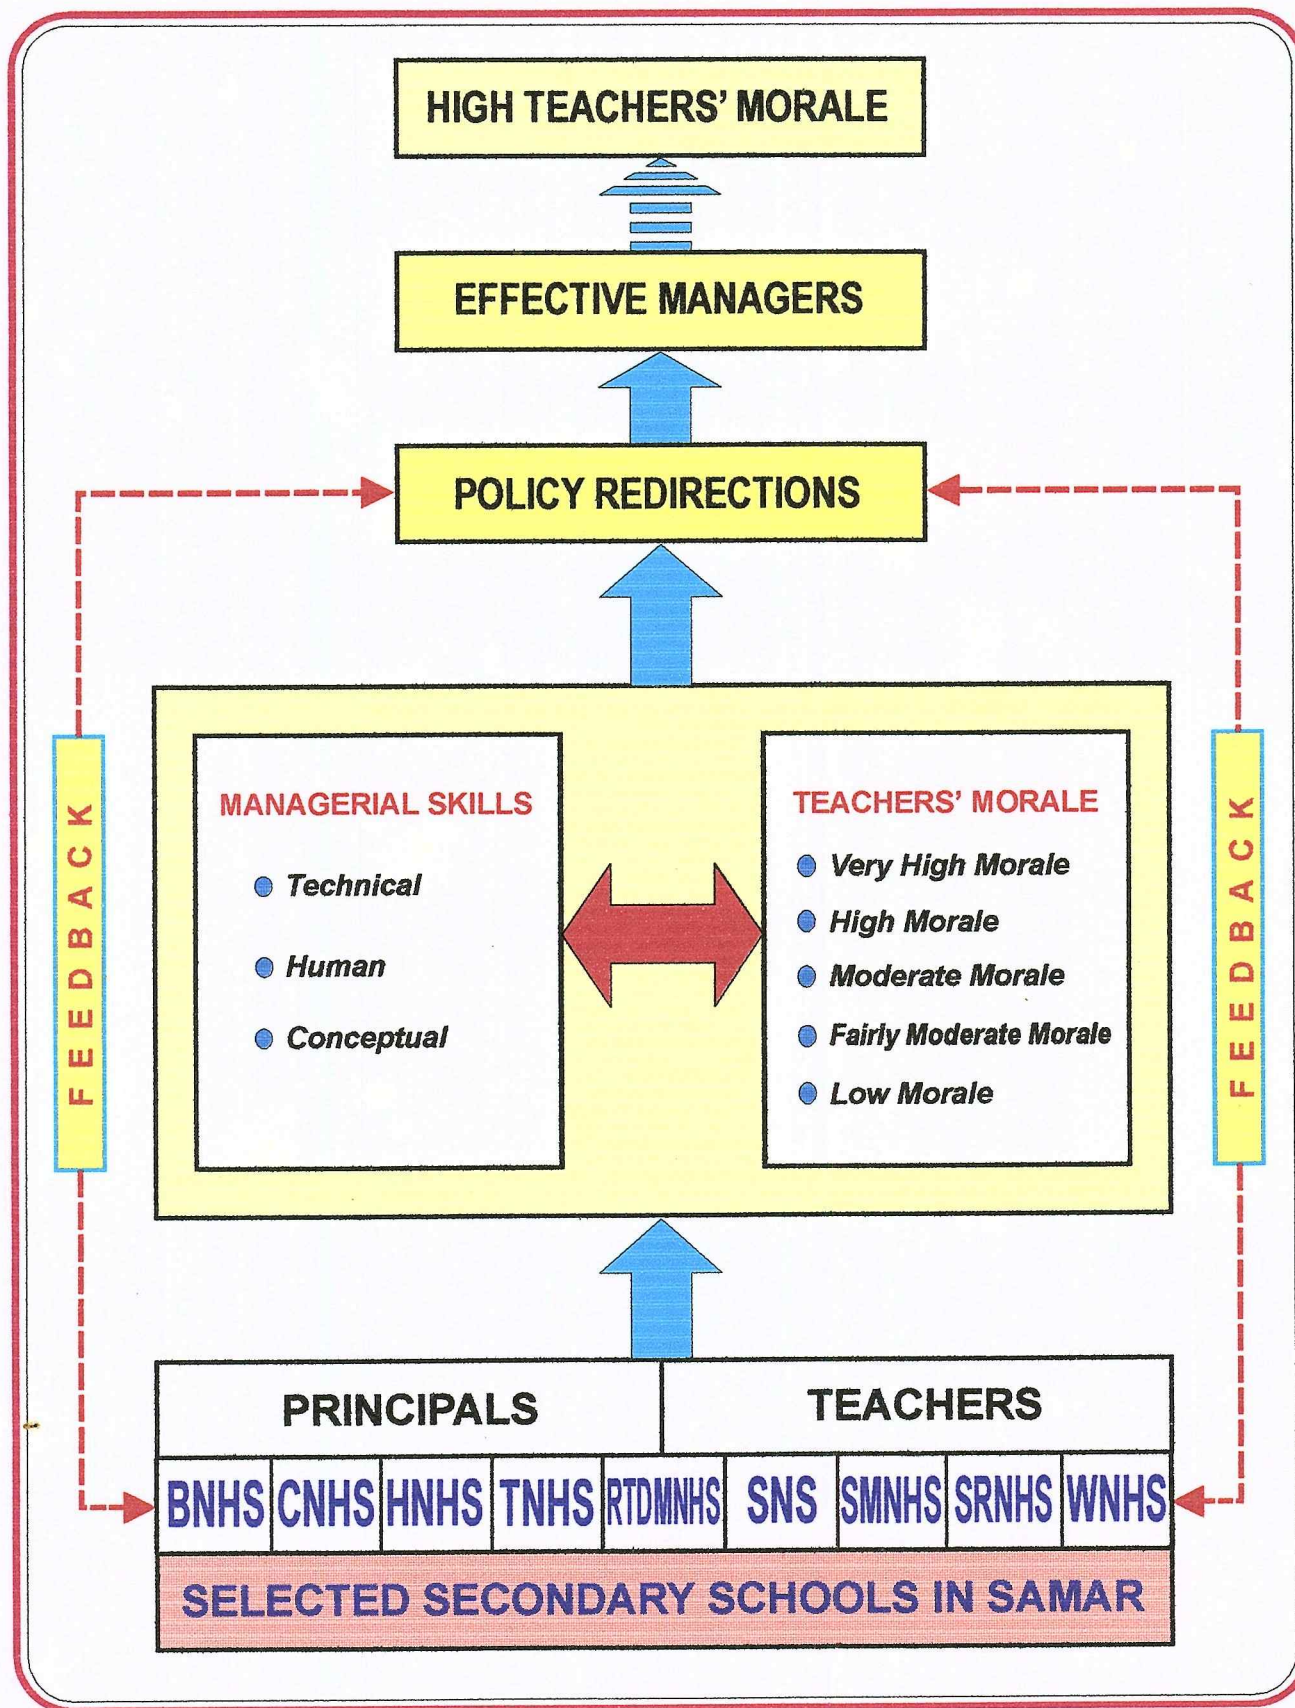 HIGH TEACHERS' MORALE
EFFECTIVE MANAGERS
POLICY REDIRECTIONS
FEEDBACK
MANAGERIAL SKILLS
Technical
Human
Conceptual
TEACHERS' MORALE
Very High Morale
High Morale
Moderate Morale
Fairly Moderate Morale
Low Morale
FEEDBACK
PRINCIPALS
TEACHERS
BNHS CNHS HNHS TNHS RTDMNHS SNS SMNHS SRNHS WNHS
SELECTED SECONDARY SCHOOLS IN SAMAR